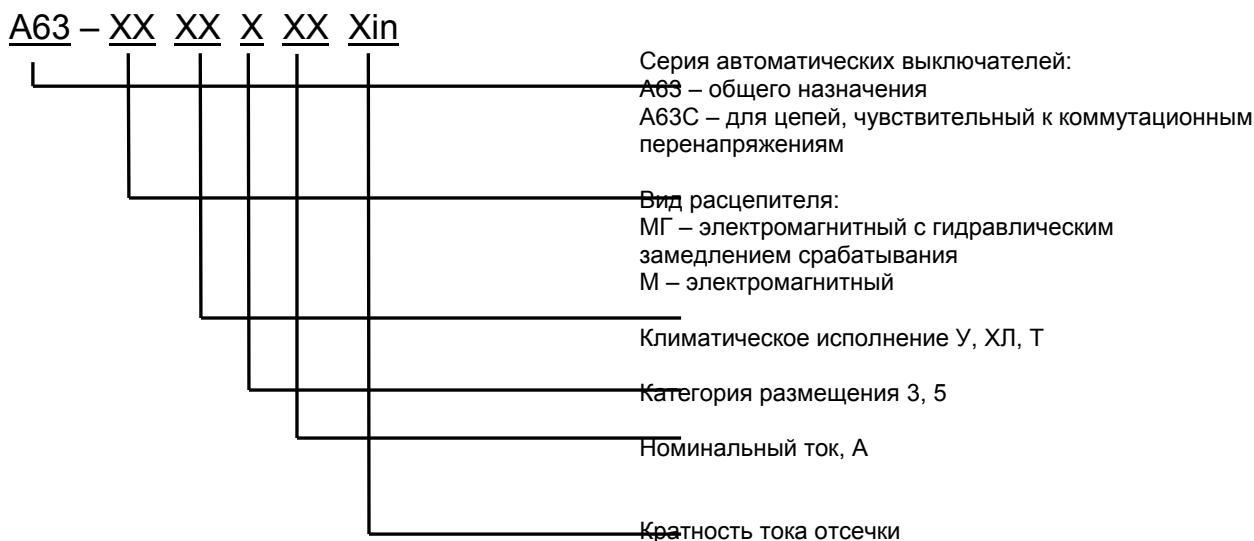 А63 – ХХ ХХ Х ХХ Xin
Серия автоматических выключателей:
А63 – общего назначения
А63С – для цепей, чувствительный к коммутационным
перенапряжениям
Вид расцепителя:
МГ – электромагнитный с гидравлическим
замедлением срабатывания
М – электромагнитный
Климатическое исполнение У, ХЛ, Т
Категория размещения 3, 5
Номинальный ток, А
Кратность тока отсечки